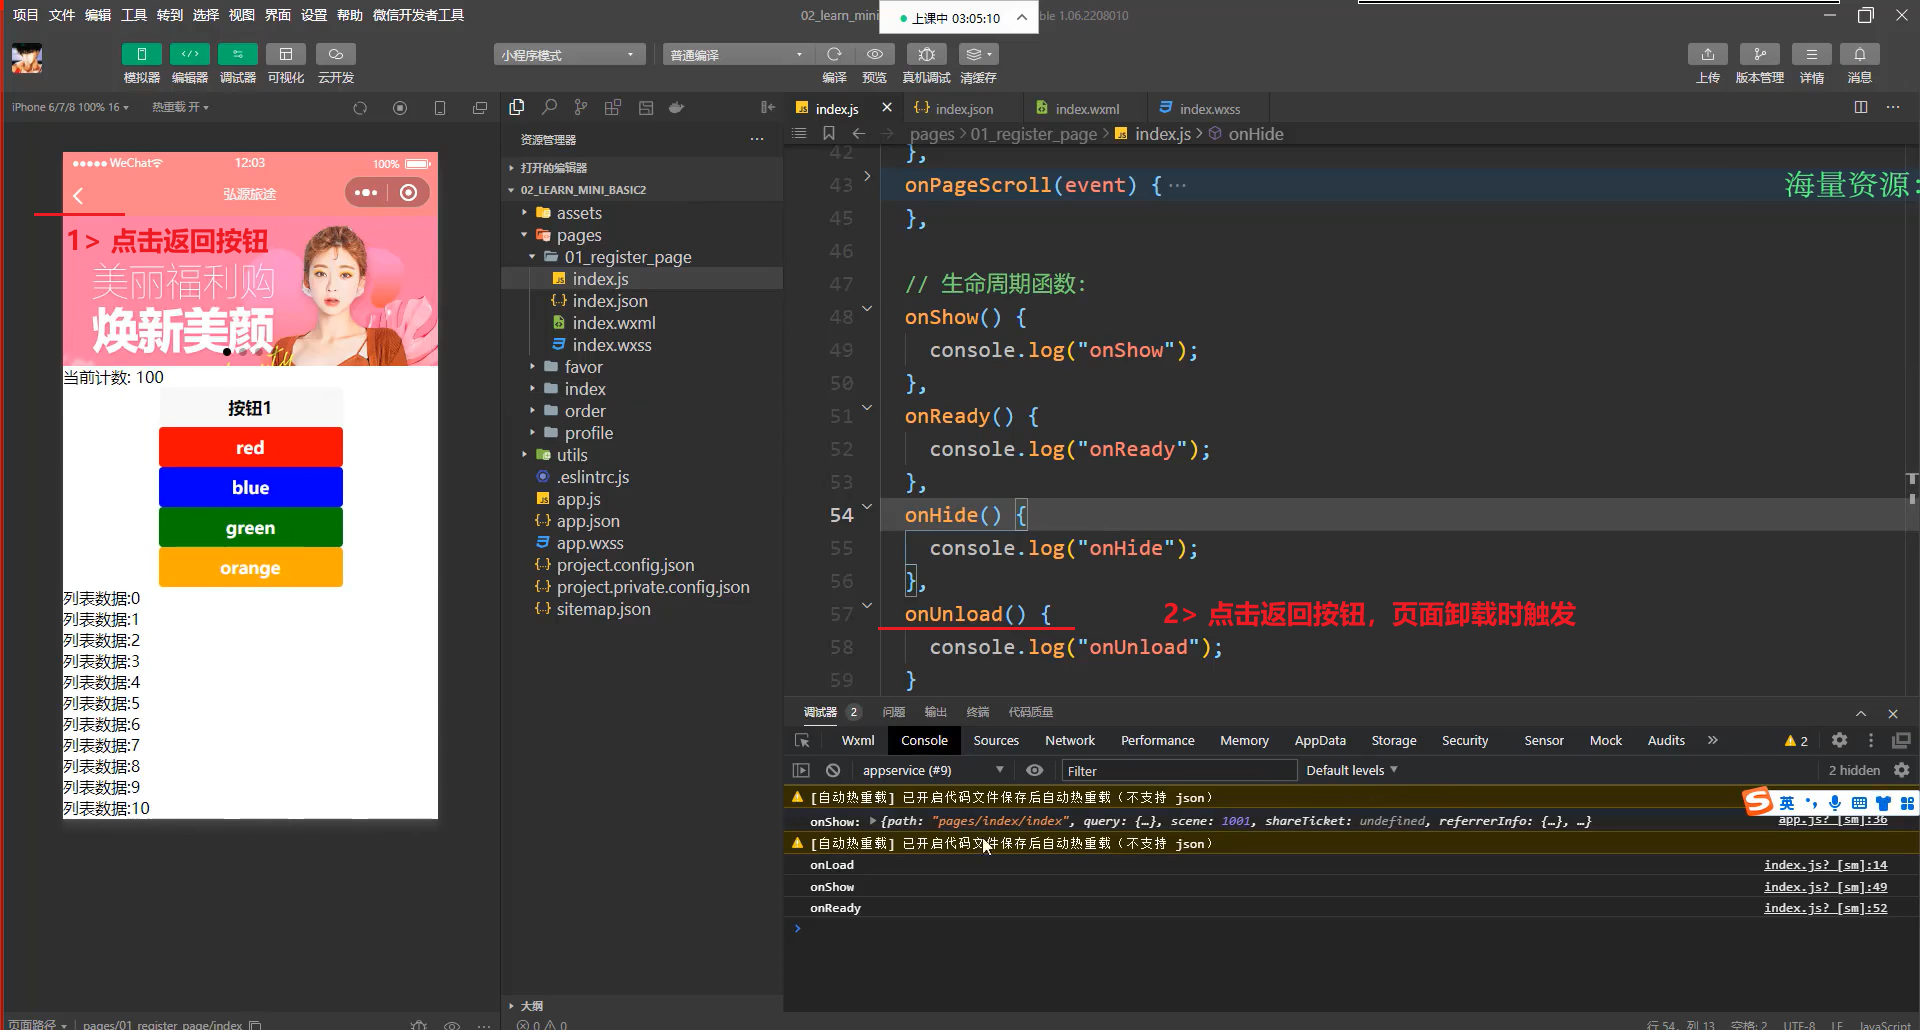 项目 文件 编辑 工具 转到 选择 视图 界面 设置 帮助 微信开发者工具
02_learn_mini
上课中 03:05:10
ble 1.06.2208010
小程序模式
普通编译
模拟器 编辑器 调试器 可视化 云开发
编译 预览 真机调试 清缓存
上传 版本管理 详情 消息
iPhone 6/7/8 100% 16
热重载 开
WeChat
12:03
100%
弘源旅途
1> 点击返回按钮
美丽福利购
焕新美颜
当前计数: 100
按钮1
red
blue
green
orange
列表数据:0
列表数据:1
列表数据:2
列表数据:3
列表数据:4
列表数据:5
列表数据:6
列表数据:7
列表数据:8
列表数据:9
列表数据:10
页面路径 pages/01_register_page/index
资源管理器
打开的编辑器
02_LEARN_MINI_BASIC2
assets
pages
01_register_page
index.js
index.json
index.wxml
index.wxss
favor
index
order
profile
utils
.eslintrc.js
app.js
app.json
app.wxss
project.config.json
project.private.config.json
sitemap.json
大纲
0 0
index.js index.json index.wxml index.wxss
pages > 01_register_page > index.js > onHide
42 },
43 onPageScroll(event) { ···
海量资源:
45 },
46
47 // 生命周期函数:
48 onShow() {
49 console.log("onShow");
50 },
51 onReady() {
52 console.log("onReady");
53 },
54 onHide() {
55 console.log("onHide");
56 },
57 onUnload() {
2> 点击返回按钮，页面卸载时触发
58 console.log("onUnload");
59 }
调试器 2 问题 输出 终端 代码质量
Wxml Console Sources Network Performance Memory AppData Storage Security Sensor Mock Audits 2
appservice (#9) Filter Default levels 2 hidden
[自动热重载] 已开启代码文件保存后自动热重载（不支持 json）
英
onShow: {path: "pages/index/index", query: {…}, scene: 1001, shareTicket: undefined, referrerInfo: {…}, …} app.js? [sm]:36
[自动热重载] 已开启代码文件保存后自动热重载（不支持 json）
onLoad index.js? [sm]:14
onShow index.js? [sm]:49
onReady index.js? [sm]:52
行 54, 列 13 空格: 2 UTF-8 LF JavaScript